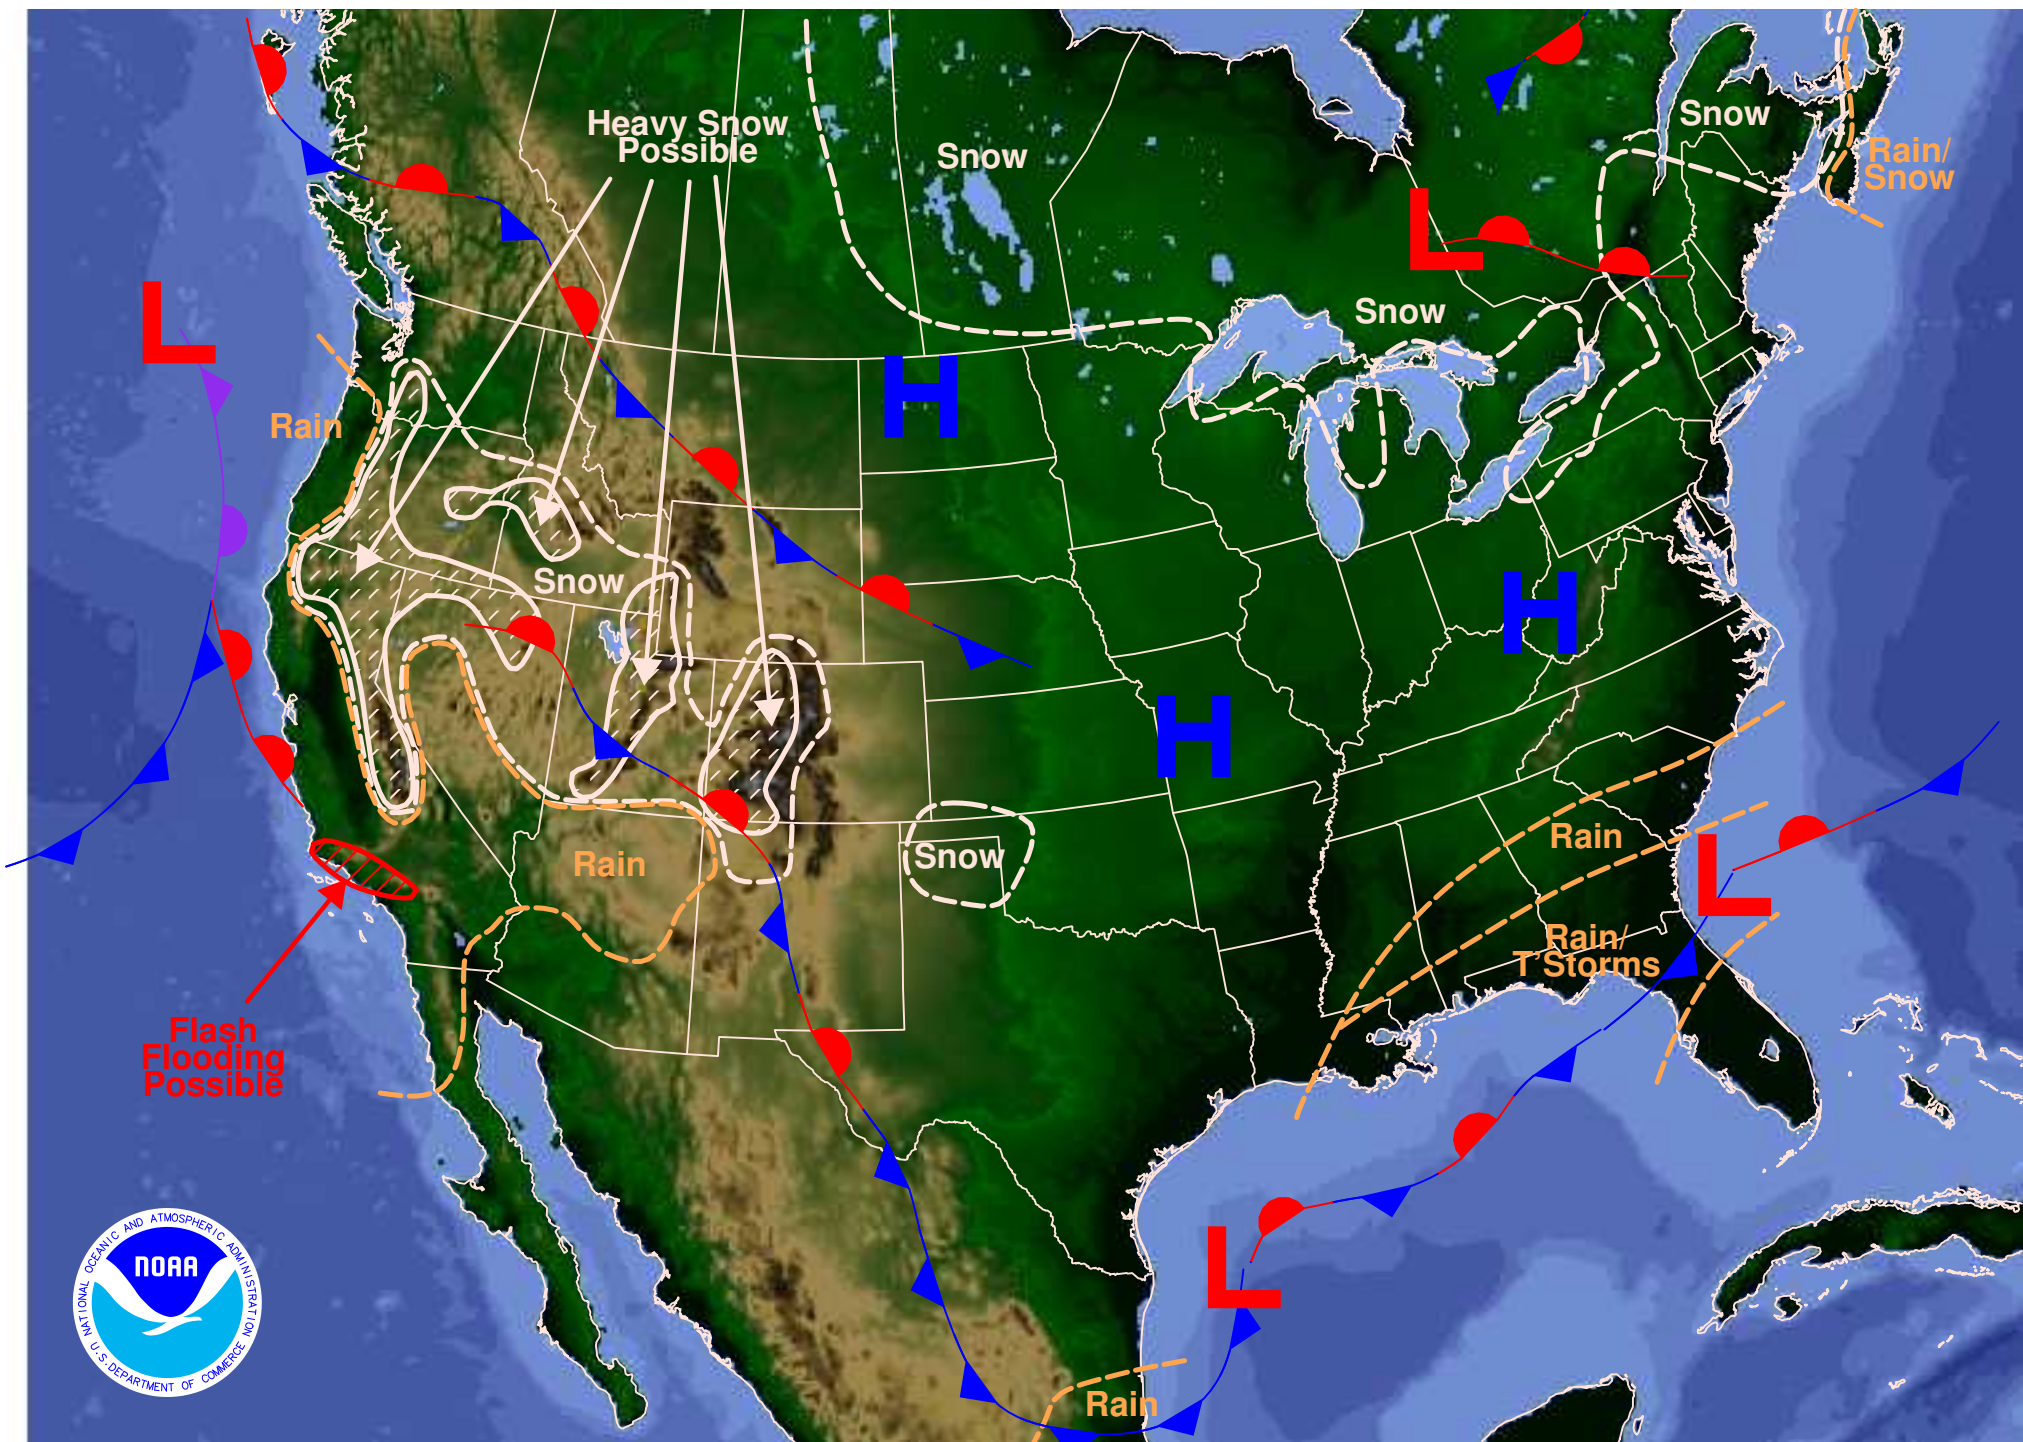 Heavy Snow
Possible
Snow
Snow
Rain/
Snow
L
L
Snow
L
H
Rain
Snow
H
H
Snow
Rain
Rain
L
Snow
Rain/
T'Storms
Flash
Flooding
Possible
L
Rain
NATIONAL OCEANIC AND ATMOSPHERIC ADMINISTRATION
NOAA
U.S. DEPARTMENT OF COMMERCE